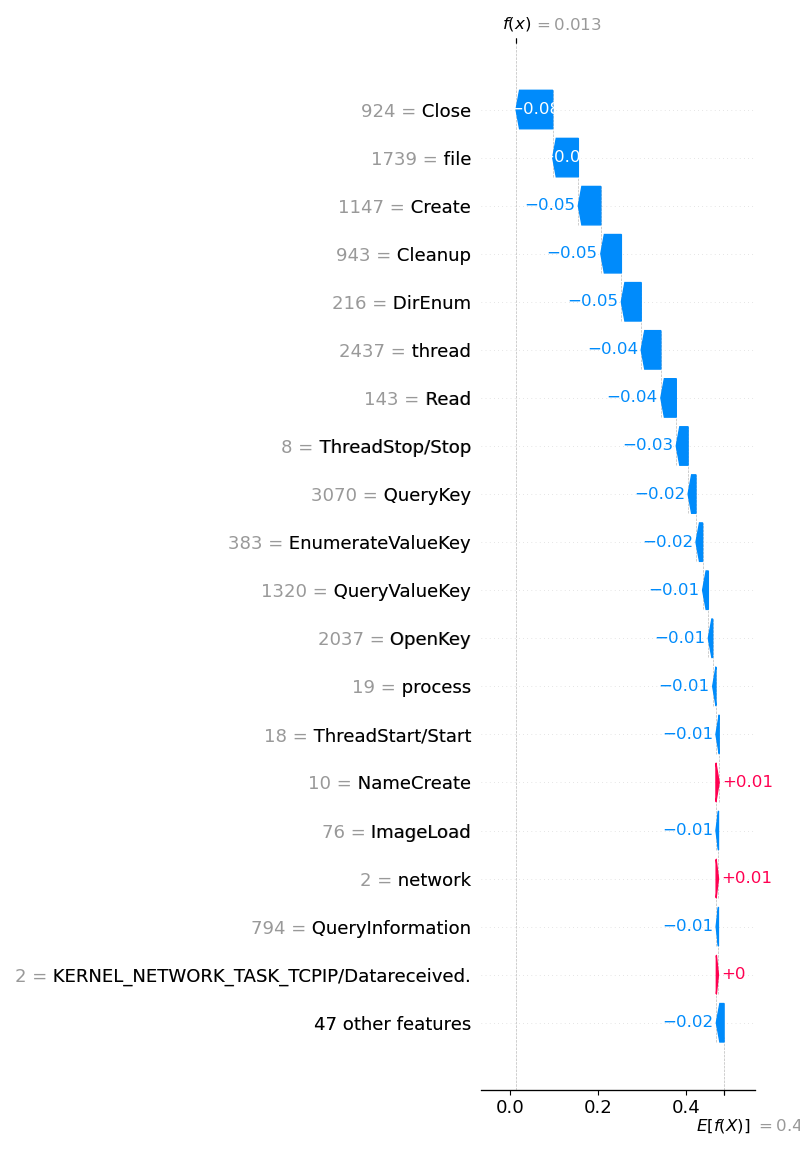 f(x) = 0.013
924 = Close −0.08
1739 = file 0.0
1147 = Create −0.05
943 = Cleanup −0.05
216 = DirEnum −0.05
2437 = thread −0.04
143 = Read −0.04
8 = ThreadStop/Stop −0.03
3070 = QueryKey −0.02
383 = EnumerateValueKey −0.02
1320 = QueryValueKey −0.01
2037 = OpenKey −0.01
19 = process −0.01
18 = ThreadStart/Start −0.01
10 = NameCreate +0.01
76 = ImageLoad −0.01
2 = network +0.01
794 = QueryInformation −0.01
2 = KERNEL_NETWORK_TASK_TCPIP/Datareceived. +0
47 other features −0.02
0.0 0.2 0.4
E[f(X)] = 0.4